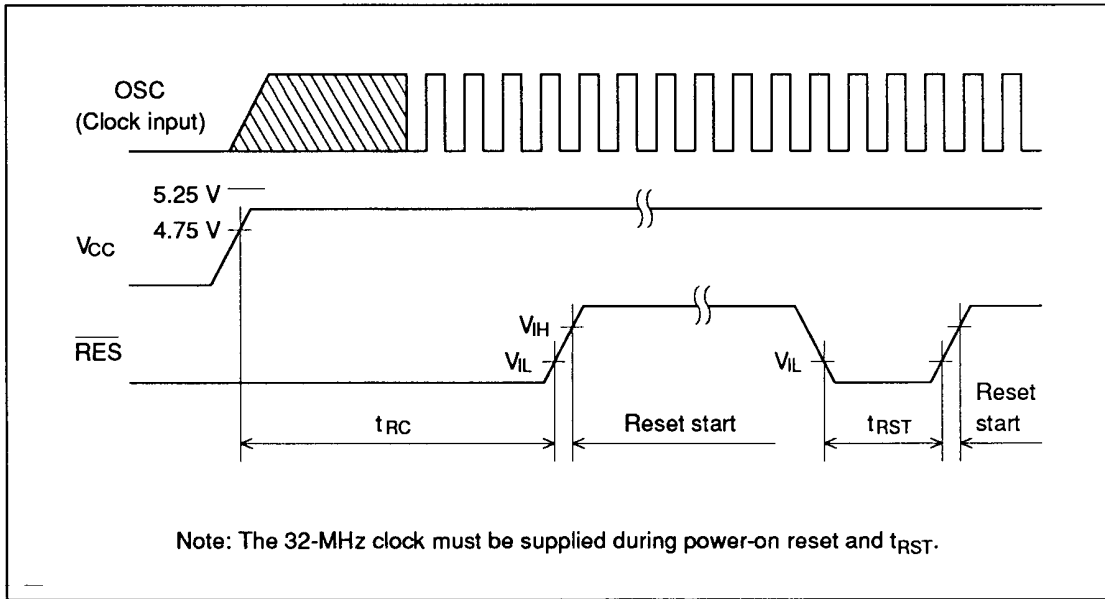 OSC
(Clock input)
5.25 V
4.75 V
VCC
VIH
VIL
RES
VIL
tRC
Reset start
tRST
Reset
start
Note: The 32-MHz clock must be supplied during power-on reset and tRST.